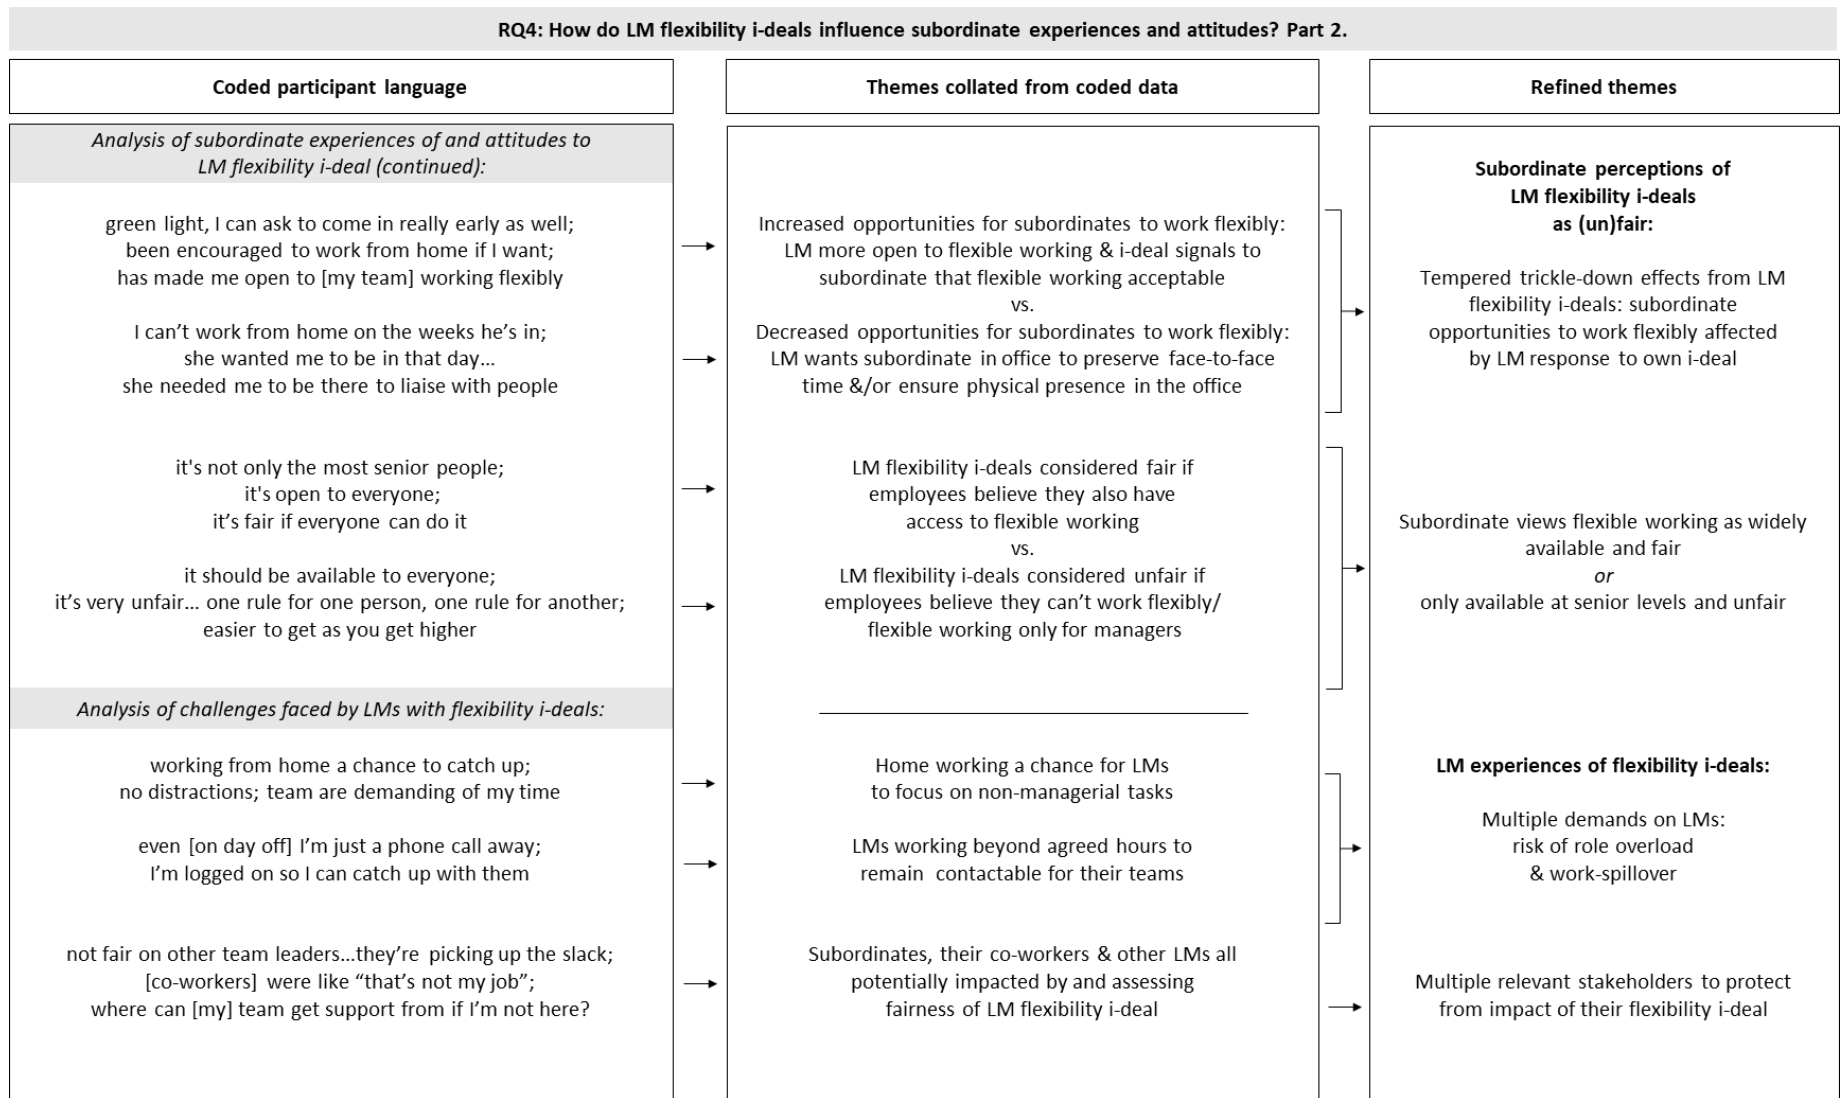 RQ4: How do LM flexibility i-deals influence subordinate experiences and attitudes? Part 2.
Coded participant language
Analysis of subordinate experiences of and attitudes to
LM flexibility i-deal (continued):
green light, I can ask to come in really early as well;
been encouraged to work from home if I want;
has made me open to [my team] working flexibly
I can’t work from home on the weeks he’s in;
she wanted me to be in that day...
she needed me to be there to liaise with people
it's not only the most senior people;
it's open to everyone;
it’s fair if everyone can do it
it should be available to everyone;
it’s very unfair... one rule for one person, one rule for another;
easier to get as you get higher
Analysis of challenges faced by LMs with flexibility i-deals:
working from home a chance to catch up;
no distractions; team are demanding of my time
even [on day off] I’m just a phone call away;
I’m logged on so I can catch up with them
not fair on other team leaders...they’re picking up the slack;
[co-workers] were like “that’s not my job”;
where can [my] team get support from if I’m not here?
Themes collated from coded data
Increased opportunities for subordinates to work flexibly:
LM more open to flexible working & i-deal signals to
subordinate that flexible working acceptable
vs.
Decreased opportunities for subordinates to work flexibly:
LM wants subordinate in office to preserve face-to-face
time &/or ensure physical presence in the office
LM flexibility i-deals considered fair if
employees believe they also have
access to flexible working
vs.
LM flexibility i-deals considered unfair if
employees believe they can’t work flexibly/
flexible working only for managers
Home working a chance for LMs
to focus on non-managerial tasks
LMs working beyond agreed hours to
remain contactable for their teams
Subordinates, their co-workers & other LMs all
potentially impacted by and assessing
fairness of LM flexibility i-deal
Refined themes
Subordinate perceptions of
LM flexibility i-deals
as (un)fair:
Tempered trickle-down effects from LM
flexibility i-deals: subordinate
opportunities to work flexibly affected
by LM response to own i-deal
Subordinate views flexible working as widely
available and fair
or
only available at senior levels and unfair
LM experiences of flexibility i-deals:
Multiple demands on LMs:
risk of role overload
& work-spillover
Multiple relevant stakeholders to protect
from impact of their flexibility i-deal